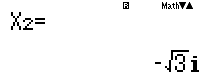 R Math▼▲
X₂=
-√3i